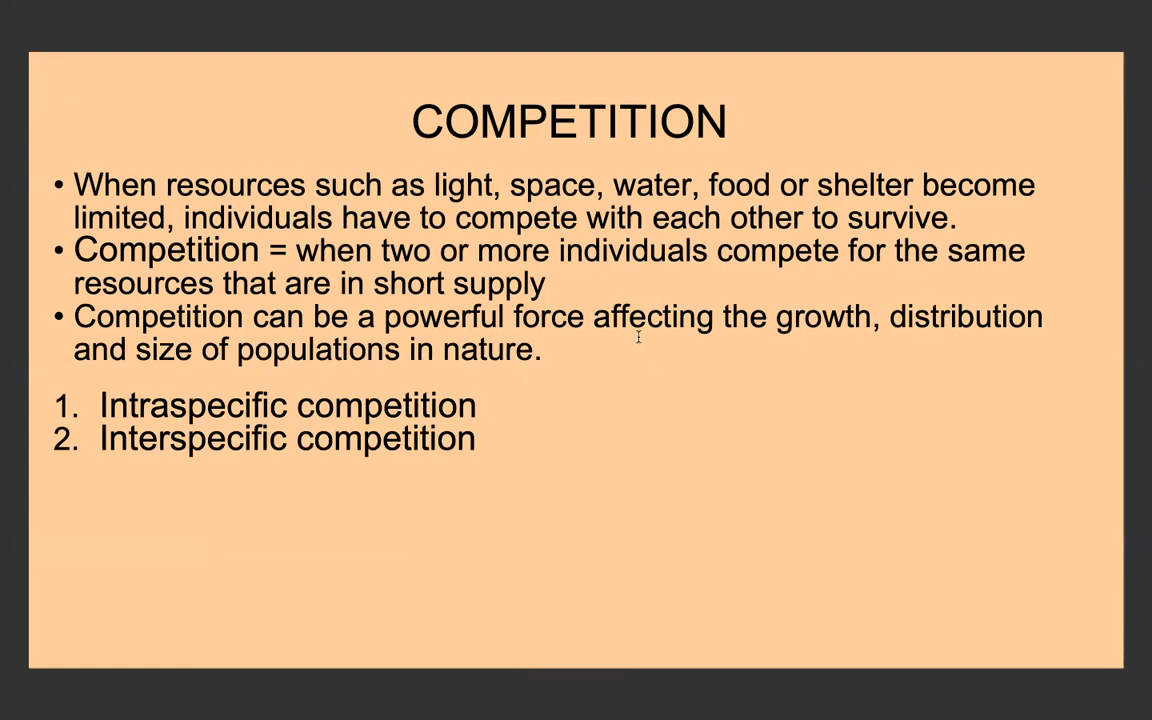 COMPETITION
• When resources such as light, space, water, food or shelter become
limited, individuals have to compete with each other to survive.
• Competition = when two or more individuals compete for the same
resources that are in short supply
• Competition can be a powerful force affecting the growth, distribution
and size of populations in nature.
1. Intraspecific competition
2. Interspecific competition